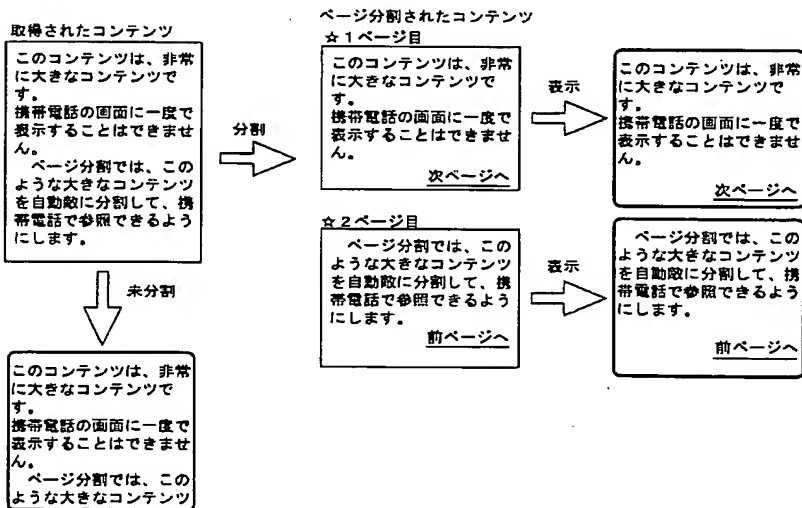 取得されたコンテンツ
このコンテンツは、非常
に大きなコンテンツで
す。
携帯電話の画面に一度で
表示することはできませ
ん。
ページ分割では、この
ような大きなコンテンツ
を自動敵に分割して、携
帯電話で参照できるよう
にします。
分割
未分割
このコンテンツは、非常
に大きなコンテンツで
す。
携帯電話の画面に一度で
表示することはできませ
ん。
ページ分割では、この
ような大きなコンテンツ
ページ分割されたコンテンツ
☆1ページ目
このコンテンツは、非常
に大きなコンテンツで
す。
携帯電話の画面に一度で
表示することはできませ
ん。
次ページへ
表示
このコンテンツは、非常
に大きなコンテンツで
す。
携帯電話の画面に一度で
表示することはできませ
ん。
次ページへ
☆2ページ目
ページ分割では、この
ような大きなコンテンツ
を自動敵に分割して、携
帯電話で参照できるよう
にします。
前ページへ
表示
ページ分割では、この
ような大きなコンテンツ
を自動敵に分割して、携
帯電話で参照できるよう
にします。
前ページへ